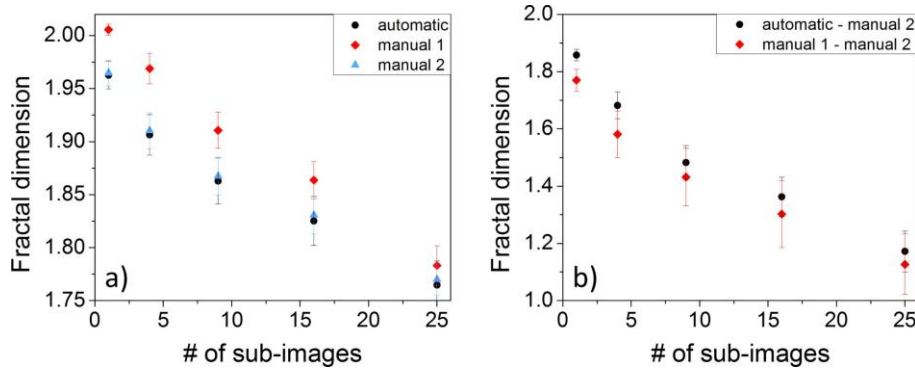 Fractal dimension
2.00
1.95
1.90
1.85
1.80
1.75
automatic
manual 1
manual 2
a)
0 5 10 15 20 25
# of sub-images
Fractal dimension
2.0
1.8
1.6
1.4
1.2
1.0
automatic - manual 2
manual 1 - manual 2
b)
0 5 10 15 20 25
# of sub-images